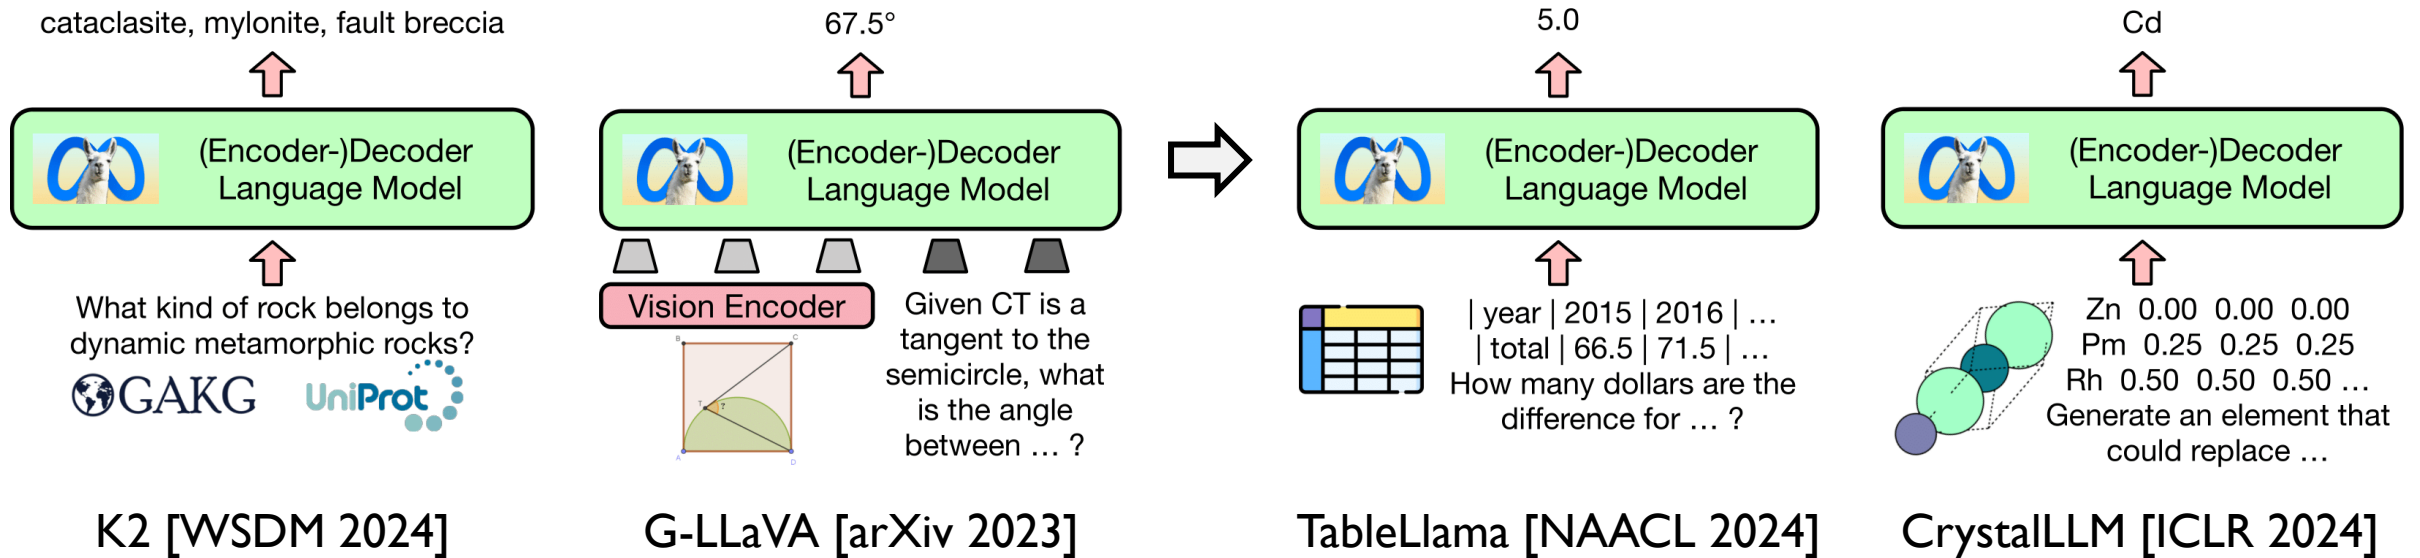 cataclasite, mylonite, fault breccia
(Encoder-)Decoder
Language Model
What kind of rock belongs to
dynamic metamorphic rocks?
GAKG
UniProt
K2 [WSDM 2024]
67.5°
(Encoder-)Decoder
Language Model
Vision Encoder
B
C
T
?
A
D
Given CT is a
tangent to the
semicircle, what
is the angle
between ... ?
G-LLaVA [arXiv 2023]
5.0
(Encoder-)Decoder
Language Model
| year | 2015 | 2016 | ...
| total | 66.5 | 71.5 | ...
How many dollars are the
difference for ... ?
TableLlama [NAACL 2024]
Cd
(Encoder-)Decoder
Language Model
Zn 0.00 0.00 0.00
Pm 0.25 0.25 0.25
Rh 0.50 0.50 0.50 ...
Generate an element that
could replace ...
CrystalLLM [ICLR 2024]